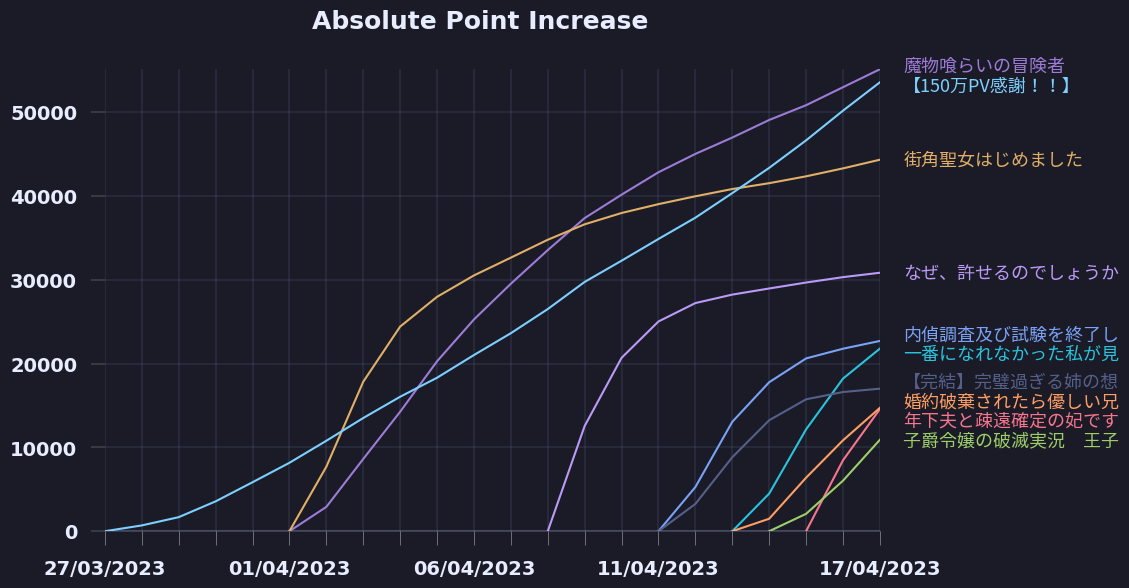 Absolute Point Increase
魔物喰らいの冒険者
【150万PV感謝！！】
50000
街角聖女はじめました
40000
30000
なぜ、許せるのでしょうか
内偵調査及び試験を終了し
20000
一番になれなかった私が見
【完結】完璧過ぎる姉の想
婚約破棄されたら優しい兄
年下夫と疎遠確定の妃です
10000
子爵令嬢の破滅実況　王子
0
27/03/2023
01/04/2023
06/04/2023
11/04/2023
17/04/2023